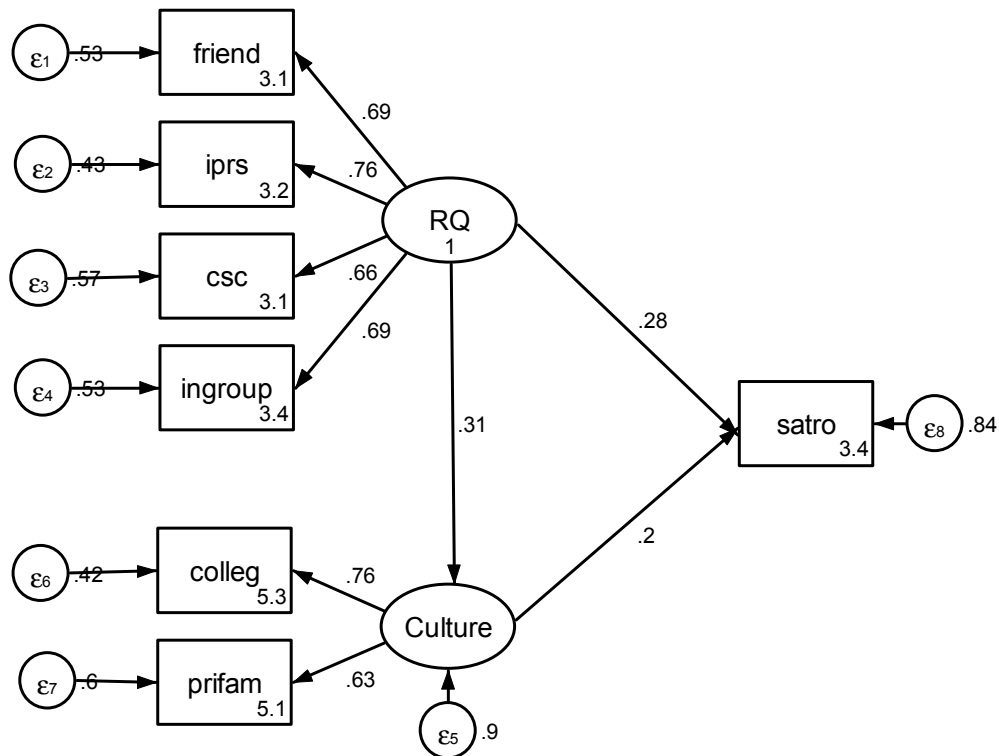 ε1
.53
friend
3.1
.69
ε2
.43
iprs
3.2
.76
RQ
1
ε3
.57
csc
3.1
.66
.28
ε4
.53
ingroup
3.4
.69
.31
satro
3.4
ε8
.84
.2
ε6
.42
colleg
5.3
.76
Culture
ε7
.6
prifam
5.1
.63
ε5
.9